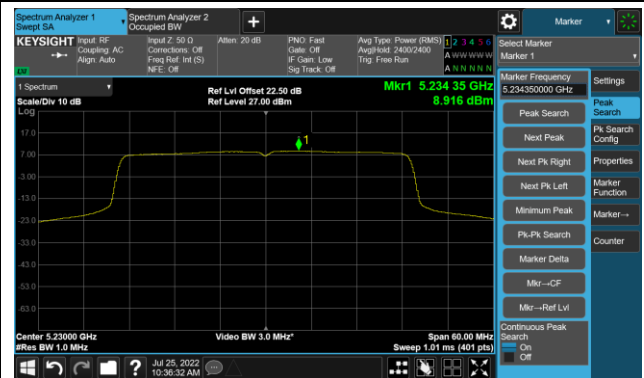 Spectrum Analyzer 1
Swept SA
Spectrum Analyzer 2
Occupied BW
Marker
KEYSIGHT
Input: RF
Coupling: AC
Align: Auto
Input Z: 50 Ω
Corrections: Off
Freq Ref: Int (S)
NFE: Off
Atten: 20 dB
PNO: Fast
Gate: Off
IF Gain: Low
Sig Track: Off
Avg Type: Power (RMS)
Avg|Hold: 2400/2400
Trig: Free Run
1 2 3 4 5 6
A W W W W W
A N N N N N
Select Marker
Marker 1
1 Spectrum
Scale/Div 10 dB
Log
Ref Lvl Offset 22.50 dB
Ref Level 27.00 dBm
Mkr1 5.234 35 GHz
8.916 dBm
17.0
7.00
-3.00
-13.0
-23.0
-33.0
-43.0
-53.0
-63.0
1
Center 5.23000 GHz
#Res BW 1.0 MHz
Video BW 3.0 MHz*
Span 60.00 MHz
Sweep 1.01 ms (401 pts)
Marker Frequency
5.234350000 GHz
Peak Search
Next Peak
Next Pk Right
Next Pk Left
Minimum Peak
Pk-Pk Search
Marker Delta
Mkr→CF
Mkr→Ref Lvl
Continuous Peak
Search
On
Off
Settings
Peak
Search
Pk Search
Config
Properties
Marker
Function
Marker→
Counter
Jul 25, 2022
10:36:32 AM